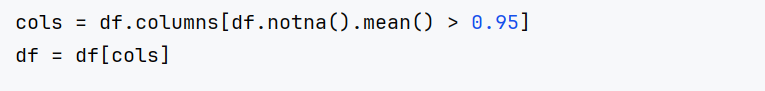 cols = df.columns[df.notna().mean() > 0.95]
df = df[cols]